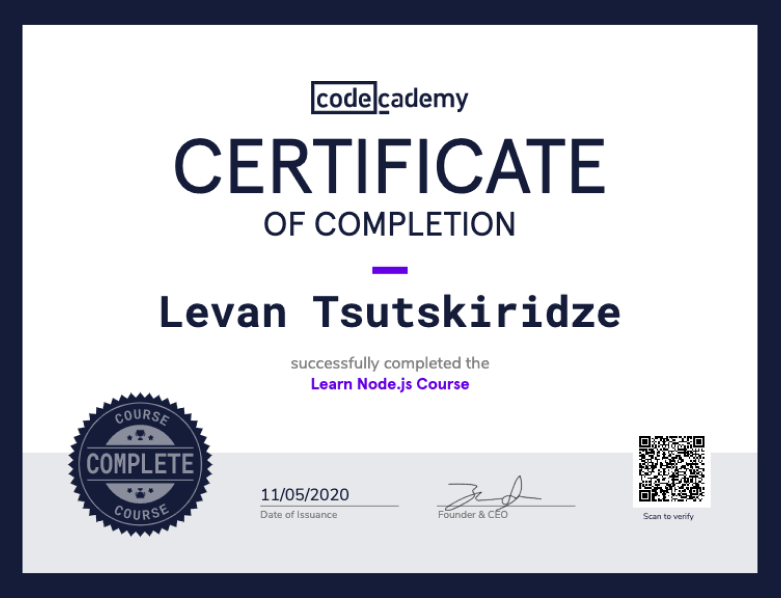 codecademy
CERTIFICATE
OF COMPLETION
Levan Tsutskiridze
successfully completed the
Learn Node.js Course
COURSE
COMPLETE
COURSE
11/05/2020
Date of Issuance
Founder & CEO
Scan to verify